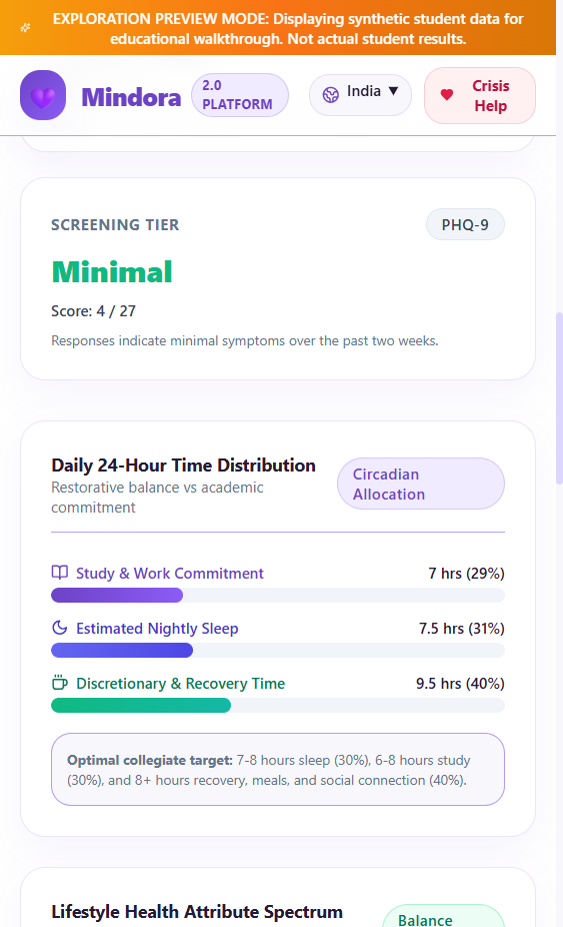 EXPLORATION PREVIEW MODE: Displaying synthetic student data for
educational walkthrough. Not actual student results.
Mindora
2.0
PLATFORM
India ▼
Crisis
Help
SCREENING TIER
PHQ-9
Minimal
Score: 4 / 27
Responses indicate minimal symptoms over the past two weeks.
Daily 24-Hour Time Distribution
Restorative balance vs academic
commitment
Circadian
Allocation
Study & Work Commitment 7 hrs (29%)
Estimated Nightly Sleep 7.5 hrs (31%)
Discretionary & Recovery Time 9.5 hrs (40%)
Optimal collegiate target: 7-8 hours sleep (30%), 6-8 hours study
(30%), and 8+ hours recovery, meals, and social connection (40%).
Lifestyle Health Attribute Spectrum
Balance